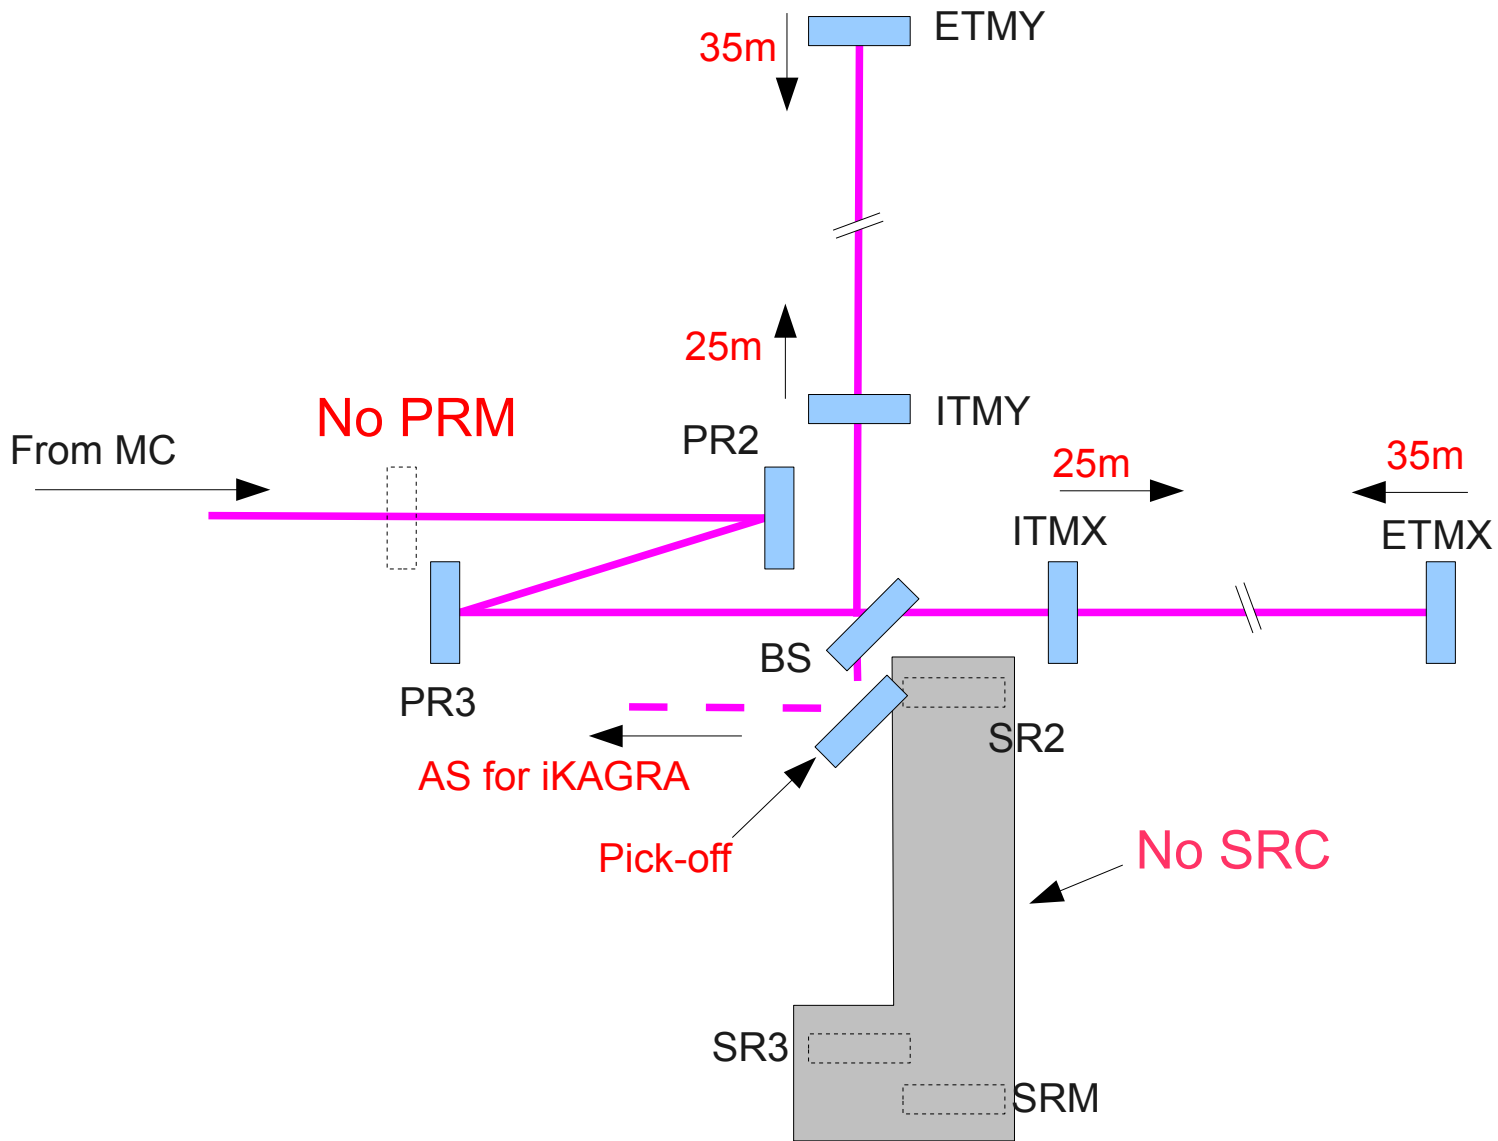 ETMY
35m
25m
No PRM
ITMY
From MC
PR2
25m
35m
ITMX
ETMX
BS
PR3
SR2
AS for iKAGRA
Pick-off
No SRC
SR3
SRM